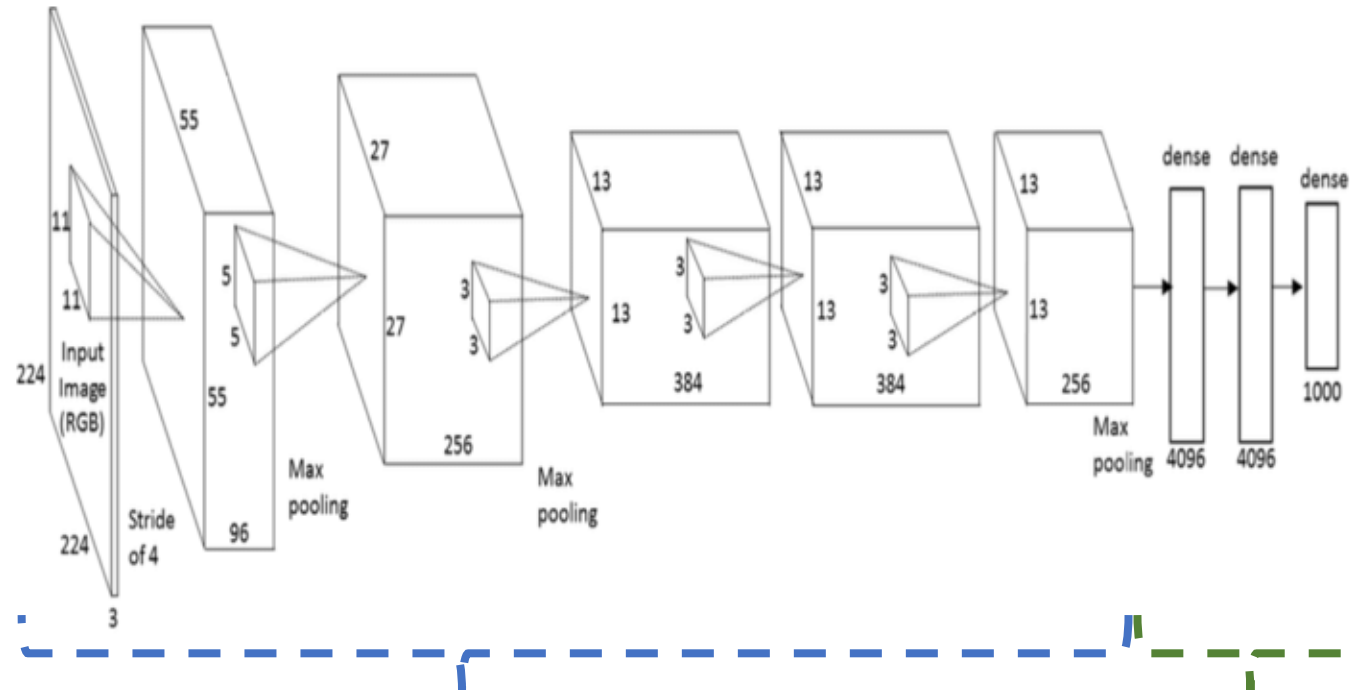 11
11
Input
Image
(RGB)
224
224
3
Stride
of 4
55
55
96
5
5
Max
pooling
27
27
256
3
3
Max
pooling
13
13
384
3
3
13
13
384
3
3
13
13
256
Max
pooling
dense
4096
dense
4096
dense
1000